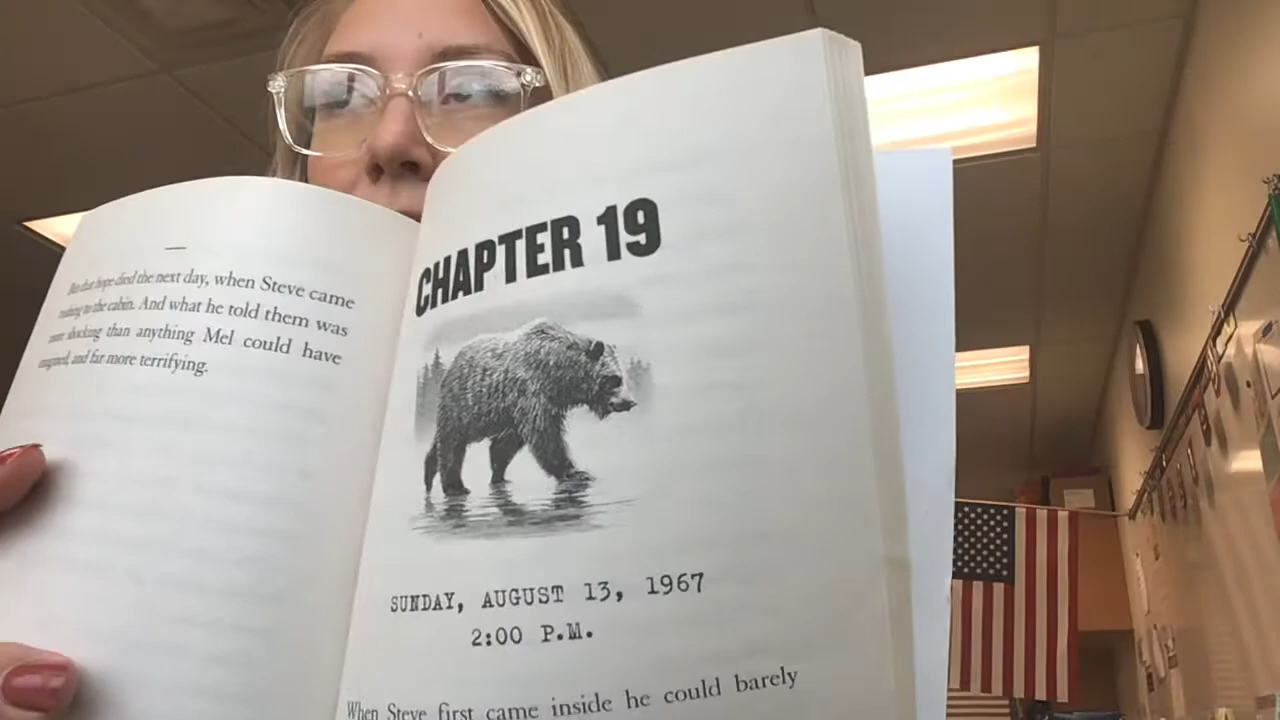 But that hope died the next day, when Steve came
rushing to the cabin. And what he told them was
more shocking than anything Mel could have
imagined, and far more terrifying.
CHAPTER 19
SUNDAY, AUGUST 13, 1967
2:00 P.M.
When Steve first came inside he could barely